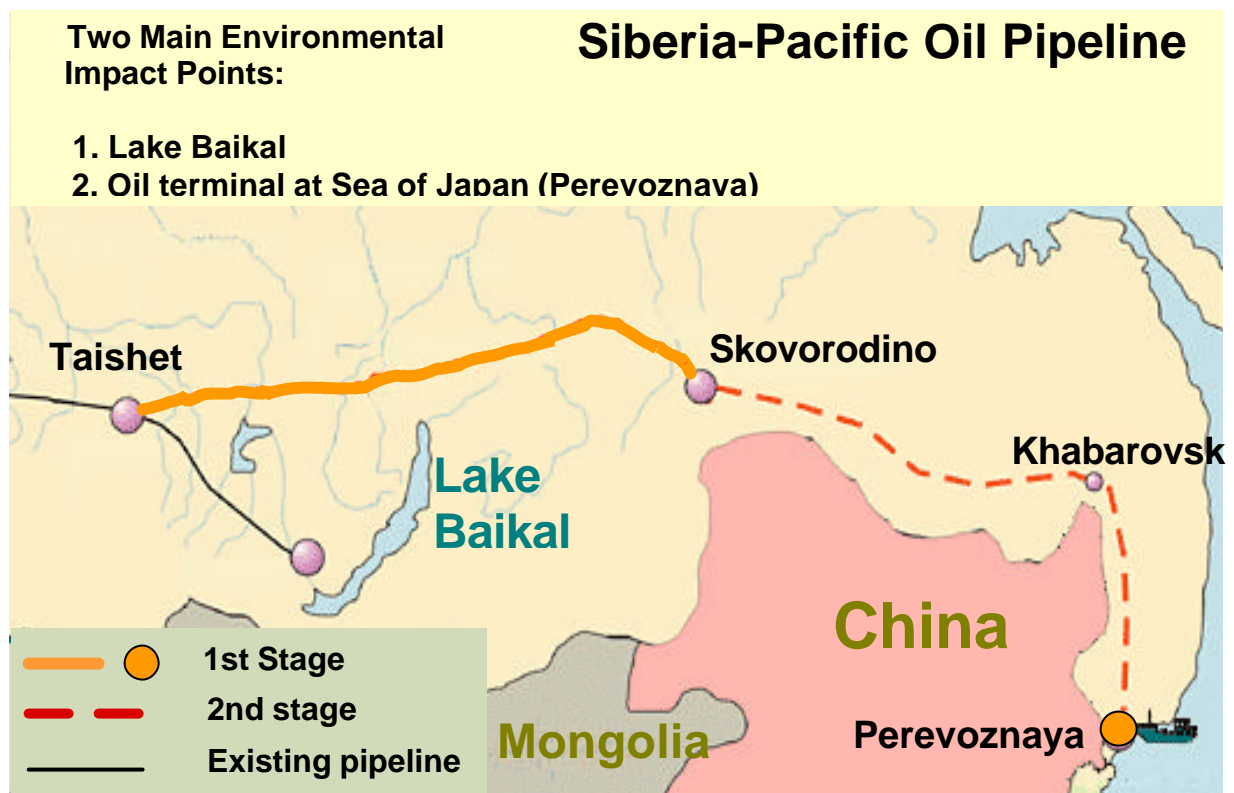 Two Main Environmental
Impact Points:
Siberia-Pacific Oil Pipeline
1. Lake Baikal
2. Oil terminal at Sea of Japan (Perevoznaya)
Taishet
Skovorodino
Khabarovsk
Lake
Baikal
China
1st Stage
2nd stage
Existing pipeline
Mongolia
Perevoznaya